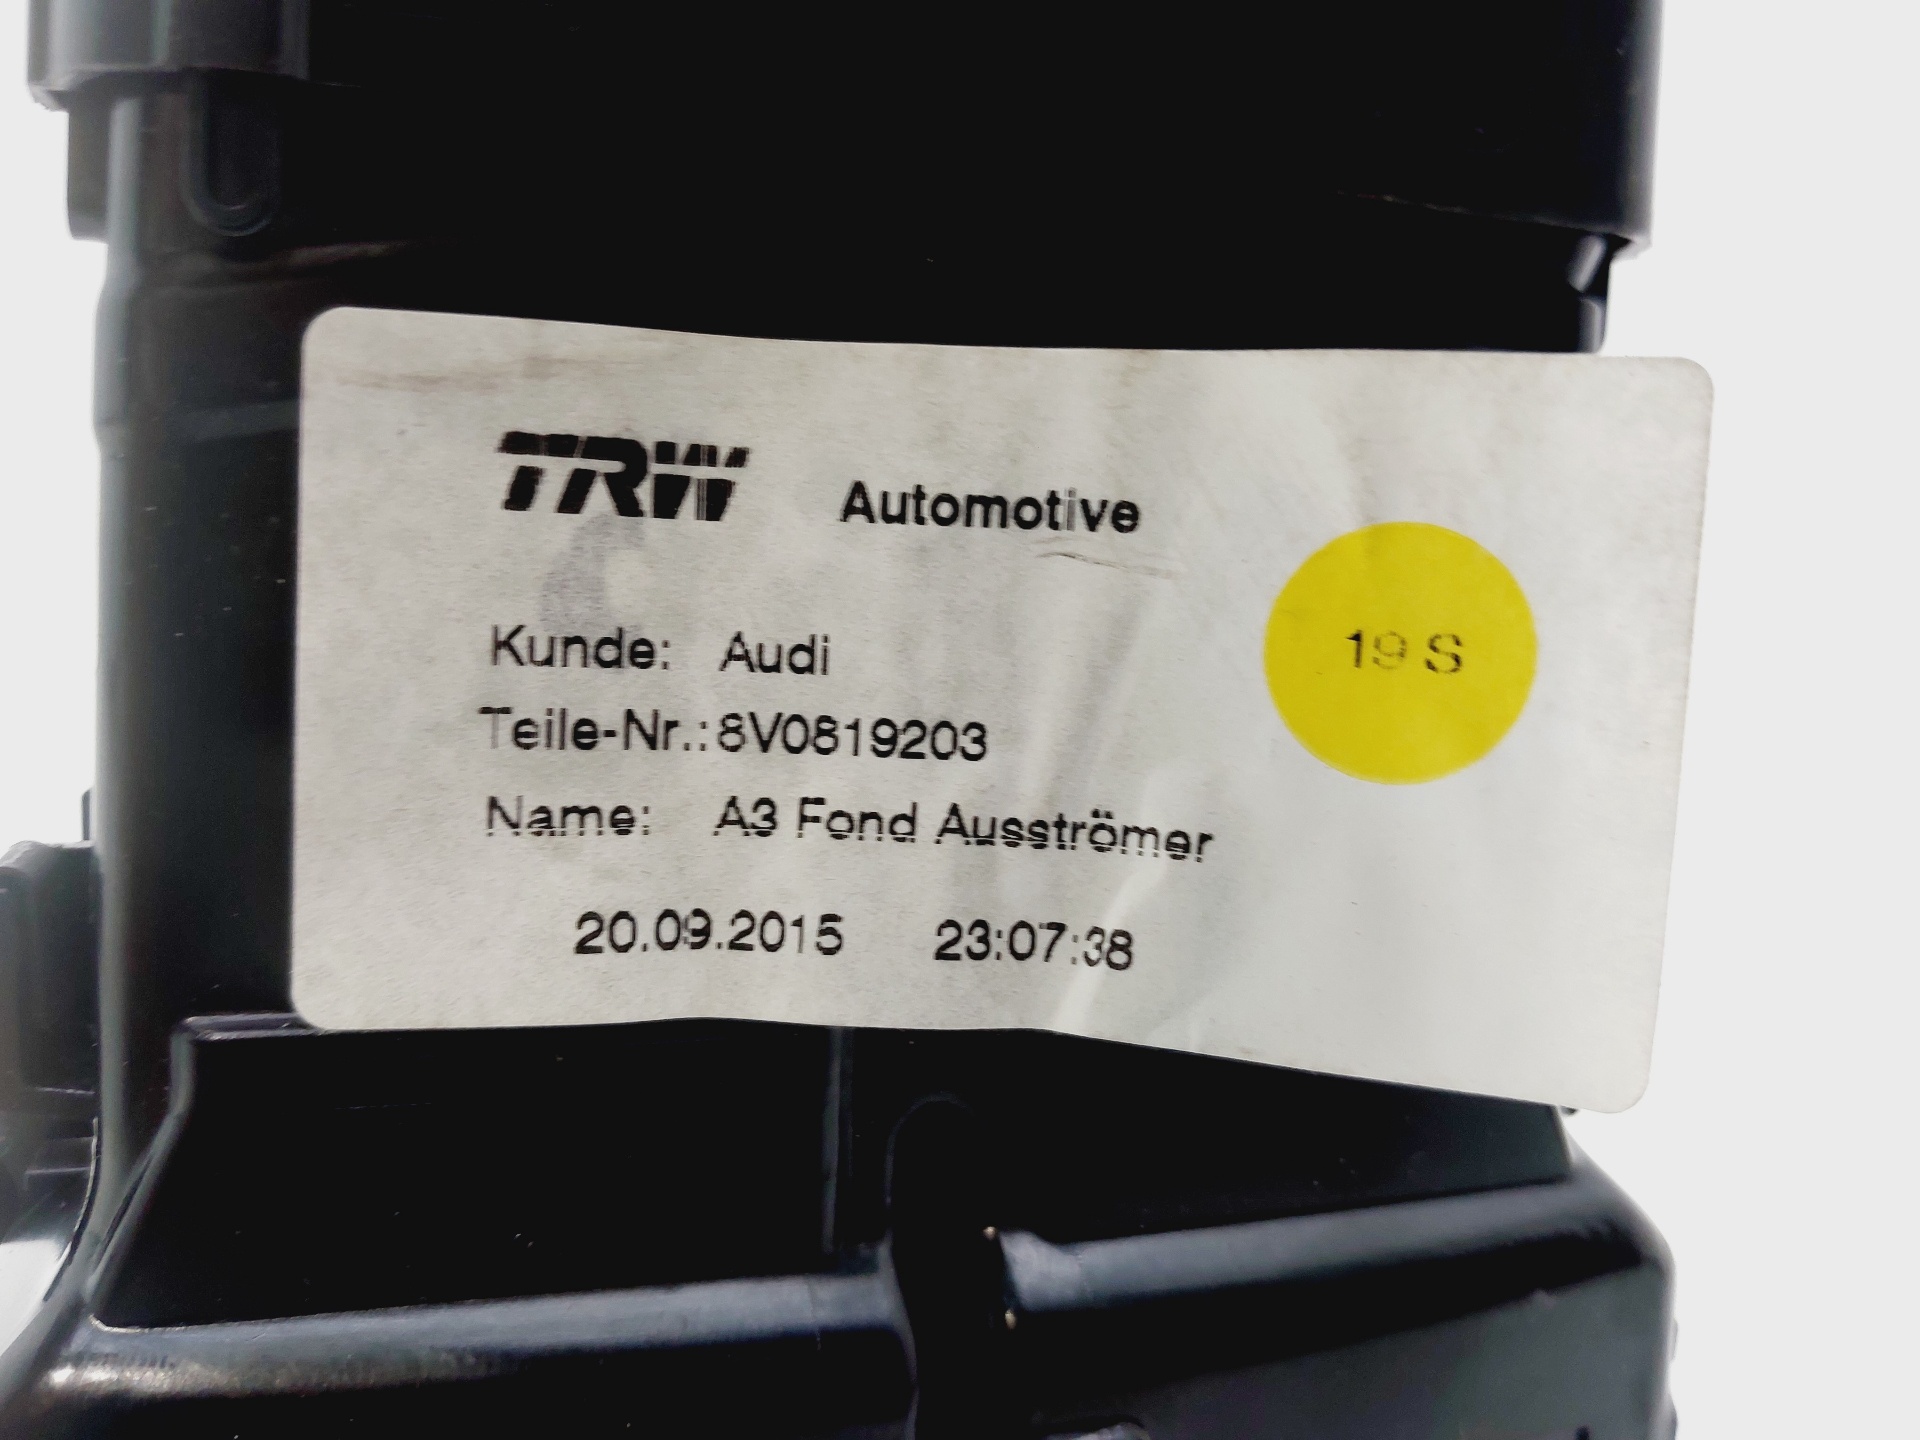 TRW Automotive
Kunde: Audi
Teile-Nr.: 8V0819203
Name: A3 Fond Ausströmer
20.09.2015 23:07:38
19 S